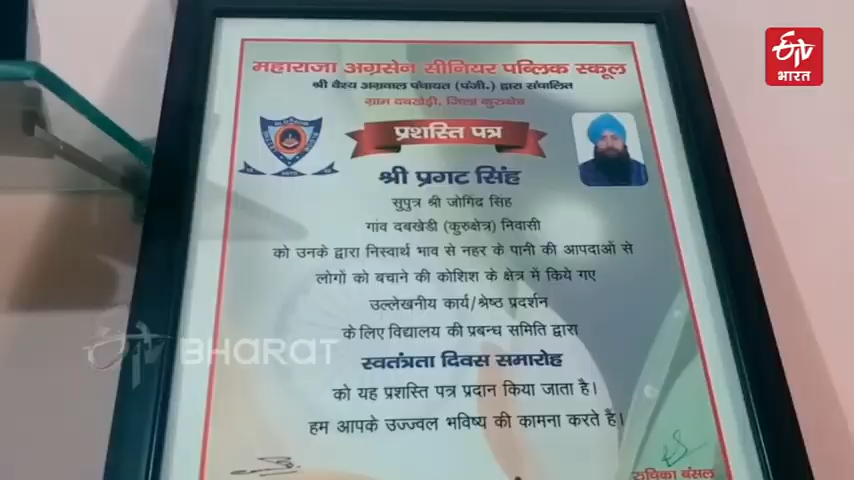 महाराजा अग्रसेन सीनियर पब्लिक स्कूल
श्री वैश्य अग्रवाल पंचायत (पंजी.) द्वारा संचालित
ग्राम दबखेड़ी, जिला कुरुक्षेत्र
प्रशस्ति पत्र
श्री प्रगट सिंह
सुपुत्र श्री जोगिंद सिंह
गांव दबखेडी (कुरुक्षेत्र) निवासी
को उनके द्वारा निस्वार्थ भाव से नहर के पानी की आपदाओं से
लोगों को बचाने की कोशिश के क्षेत्र में किये गए
उल्लेखनीय कार्य/श्रेष्ठ प्रदर्शन
के लिए विद्यालय की प्रबन्ध समिति द्वारा
स्वतंत्रता दिवस समारोह
को यह प्रशस्ति पत्र प्रदान किया जाता है।
हम आपके उज्ज्वल भविष्य की कामना करते है।
रुचिका बंसल
ETV BHARAT
ETV
भारत